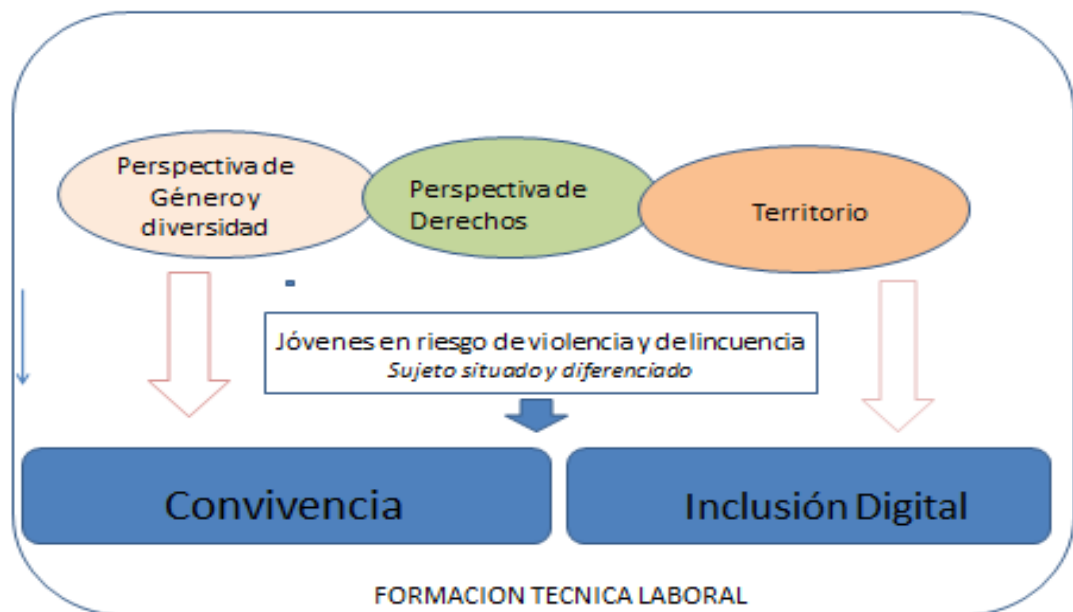 Perspectiva de
Género y
diversidad
Perspectiva de
Derechos
Territorio
Jóvenes en riesgo de violencia y delincuencia
Sujeto situado y diferenciado
Convivencia
Inclusión Digital
FORMACION TECNICA LABORAL